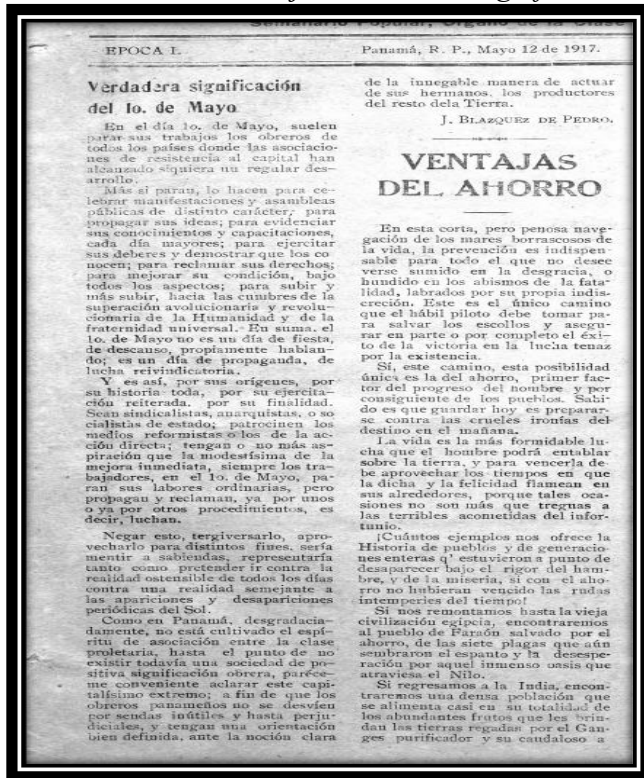 Semanario Popular, Organo de la Clase
EPOCA I.
Panamá, R. P., Mayo 12 de 1917.
Verdadera significación
del 1o. de Mayo
En el día 1o. de Mayo, suelen
parar sus trabajos los obreros de
todos los países donde las asociacio-
nes de resistencia al capital han
alcanzado siquiera un regular des-
arrollo.
Más si paran, lo hacen para ce-
lebrar manifestaciones y asambleas
públicas de distinto carácter; para
propagar sus ideas; para evidenciar
sus conocimientos y capacitaciones,
cada día mayores; para ejercitar
sus deberes y demostrar que los co
nocen; para reclamar sus derechos;
para mejorar su condición, bajo
todos los aspectos; para subir y
más subir, hacia las cumbres de la
superación avolucionaria y revolu-
cionaria de la Humanidad y de la
fraternidad universal. En suma, el
1o. de Mayo no es un día de fiesta,
de descauso, propiamente hablan-
do; es un día de propaganda, de
lucha reivindicatoria.
Y es así, por sus orígenes, por
su historia toda, por su ejercita-
ción reiterada, por su finalidad.
Sean sindicalistas, anarquistas, o so
cialistas de estado; patrocinen los
medios reformistas o los de la ac-
ción directa; tengan o no más as-
piración que la modestísima de la
mejora inmediata, siempre los tra-
bajadores, en el 1o. de Mayo, pa-
ran sus labores ordinarias, pero
propagan y reclaman, ya por unos
o ya por otros procedimientos, es
decir, luchan.
Negar esto, tergiversarlo, apro-
vecharlo para distintos fines, sería
mentir a sabiendas, representaría
tanto como pretender ir contra la
realidad ostensible de todos los días
contra una realidad semejante a
las apariciones y desapariciones
periódicas del Sol.
Como en Panamá, desgracia-
damente, no está cultivado el espí-
ritu de asociación entre la clase
proletaria, hasta el punto de no
existir todavía una sociedad de po-
sitiva significación obrera, paréce-
me conveniente aclarar este capi-
talísimo extremo; a fin de que los
obreros panameños no se desvíen
por sendas inútiles y hasta perju-
diciales, y tengan una orientación
bien definida, ante la noción clara
de la innegable manera de actuar
de sus hermanos, los productores
del resto dela Tierra.
J. BLAZQUEZ DE PEDRO.
VENTAJAS
DEL AHORRO
En esta corta, pero penosa nave-
gación de los mares borrascosos de
la vida, la prevención es indispen-
sable para todo el que no desee
verse sumido en la desgracia, o
hundido en los abismos de la fata-
lidad, labrados por su propia indis-
creción. Este es el único camino
que el hábil piloto debe tomar pa-
ra salvar los escollos y asegu-
rar en parte o por completo el éxi-
to de la victoria en la lucha tenaz
por la existencia.
Sí, este camino, esta posibilidad
única es la del ahorro, primer fac-
tor del progreso del hombre y por
consiguiente de los pueblos. Sabi-
do es que guardar hoy es preparar-
se contra las crueles ironías del
destino en el mañana.
La vida es la más formidable lu-
cha que el hombre podrá entablar
sobre la tierra, y para vencerla de-
be aprovechar los tiempos en que
la dicha y la felicidad flamean en
sus alrededores, porque tales oca-
siones no son más que treguas a
las terribles acometidas del infor-
tunio.
¡Cuántos ejemplos nos ofrece la
Historia de pueblos y de generacio-
nes enteras q' estuvieron a punto de
desaparecer bajo el rigor del ham-
bre, y de la miseria, si con el aho-
rro no hubieran vencido las rudas
intemperies del tiempo!
Si nos remontamos hasta la vieja
civilización egipcia, encontraremos
al pueblo de Faraón salvado por el
ahorro, de las siete plagas que aún
sembraron el espanto y la desespe-
ración por aquel inmenso oasis que
atraviesa el Nilo.
Si regresamos a la India, encon-
traremos una densa población que
se alimenta casi en su totalidad de
los abundantes frutos que les brin-
dan las tierras regadas por el Gan-
ges purificador y su caudaloso a